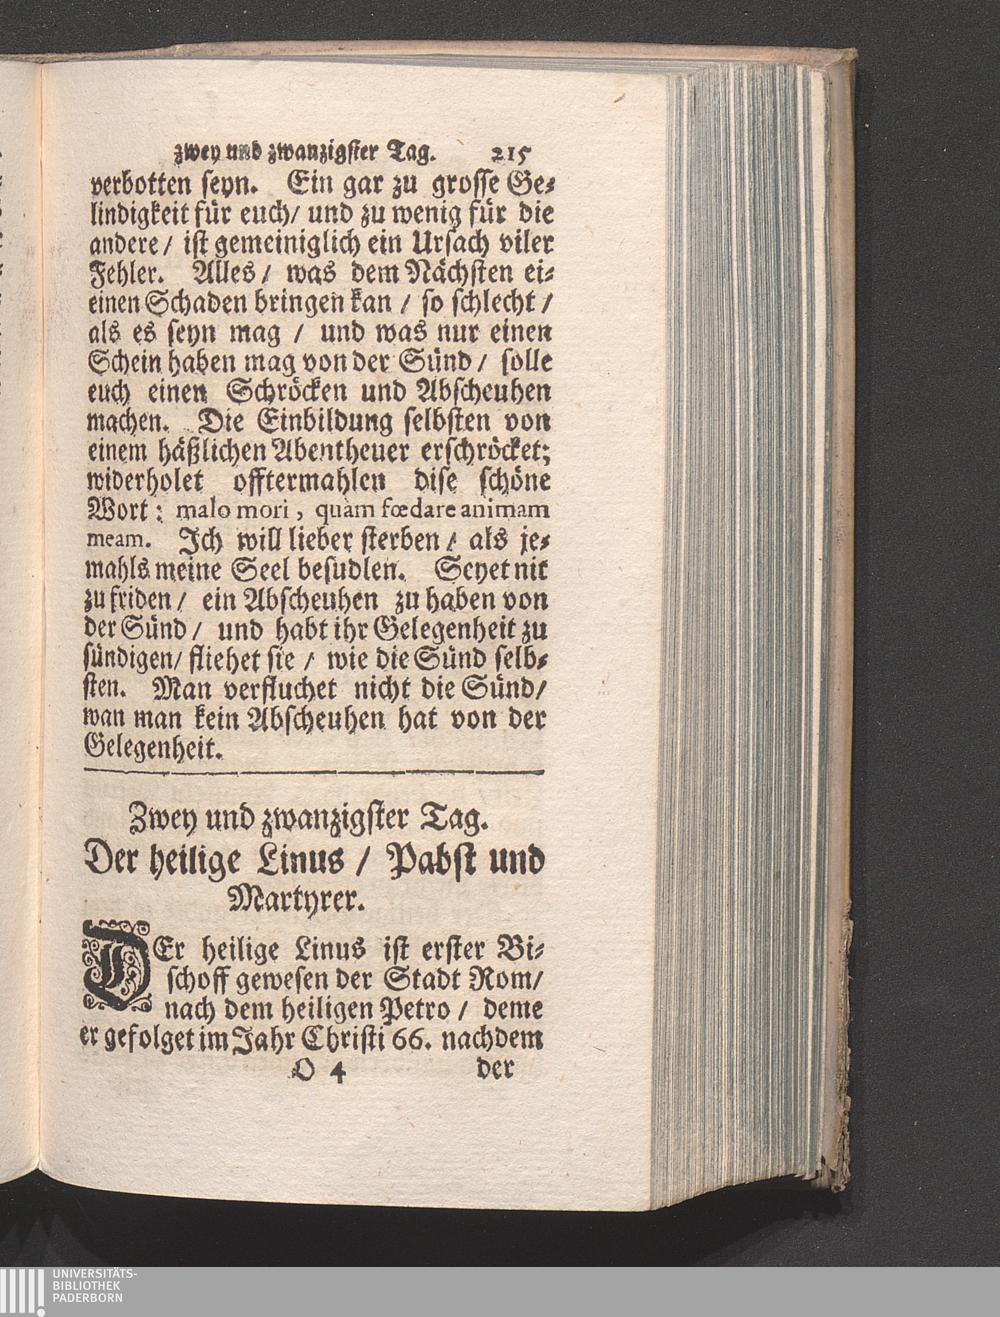 zwey und zwanzigster Tag. 215
verbotten seyn. Ein gar zu grosse Ge⸗
lindigkeit für euch/ und zu wenig für die
andere / ist gemeiniglich ein Ursach viler
Fehler. Alles / was dem Nächsten ei⸗
einen Schaden bringen kan / so schlecht /
als es seyn mag / und was nur einen
Schein haben mag von der Sünd / solle
euch einen Schröcken und Abscheuhen
machen. Die Einbildung selbsten von
einem häßlichen Abentheuer erschröcket;
widerholet offtermahlen dise schöne
Wort: malo mori, quàm fœdare animam
meam. Ich will lieber sterben / als je⸗
mahls meine Seel besudlen. Seyet nit
zu friden / ein Abscheuhen zu haben von
der Sünd / und habt ihr Gelegenheit zu
sündigen/ fliehet sie / wie die Sünd selb⸗
sten. Man verfluchet nicht die Sünd/
wan man kein Abscheuhen hat von der
Gelegenheit.
Zwey und zwanzigster Tag.
Der heilige Linus / Pabst und
Martyrer.
DEr heilige Linus ist erster Bi⸗
schoff gewesen der Stadt Rom/
nach dem heiligen Petro / deme
er gefolget im Jahr Christi 66. nachdem
O 4 der
UNIVERSITÄTS-
BIBLIOTHEK
PADERBORN